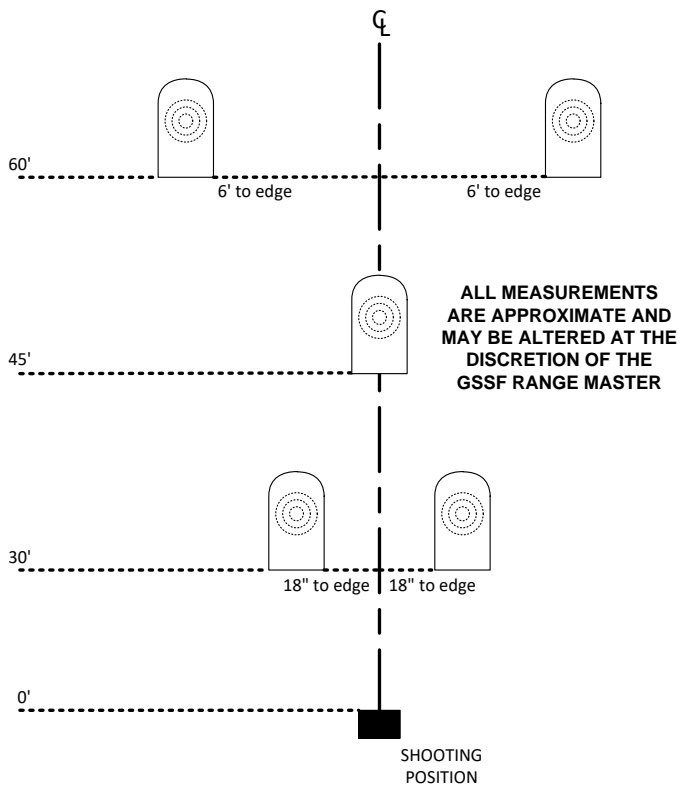 ℄
60'
6' to edge
6' to edge
ALL MEASUREMENTS
ARE APPROXIMATE AND
MAY BE ALTERED AT THE
DISCRETION OF THE
GSSF RANGE MASTER
45'
30'
18" to edge
18" to edge
0'
SHOOTING
POSITION